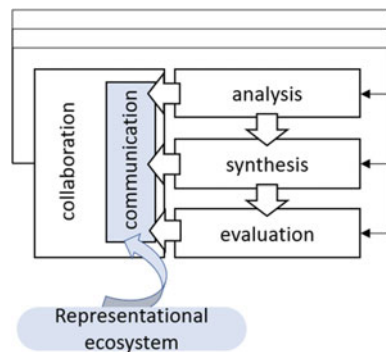 collaboration
communication
analysis
synthesis
evaluation
Representational
ecosystem